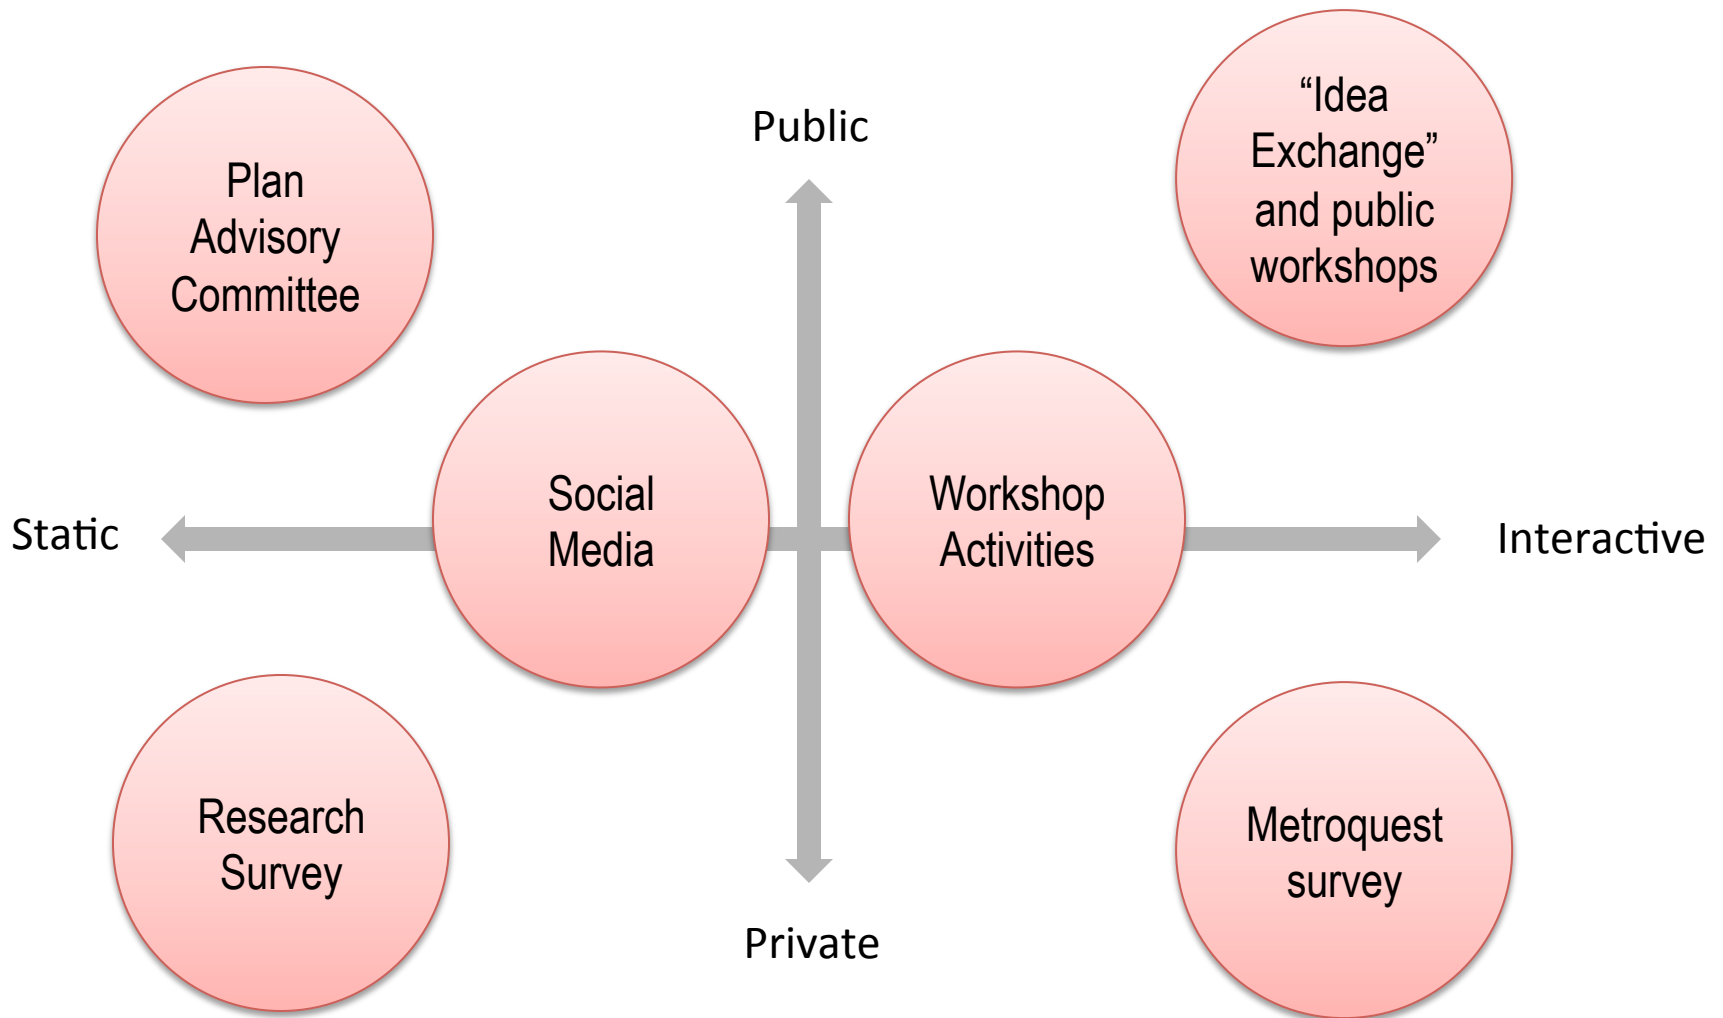 “Idea
Exchange”
and public
workshops
Public
Plan
Advisory
Committee
Social
Media
Workshop
Activities
Static
Interactive
Research
Survey
Metroquest
survey
Private